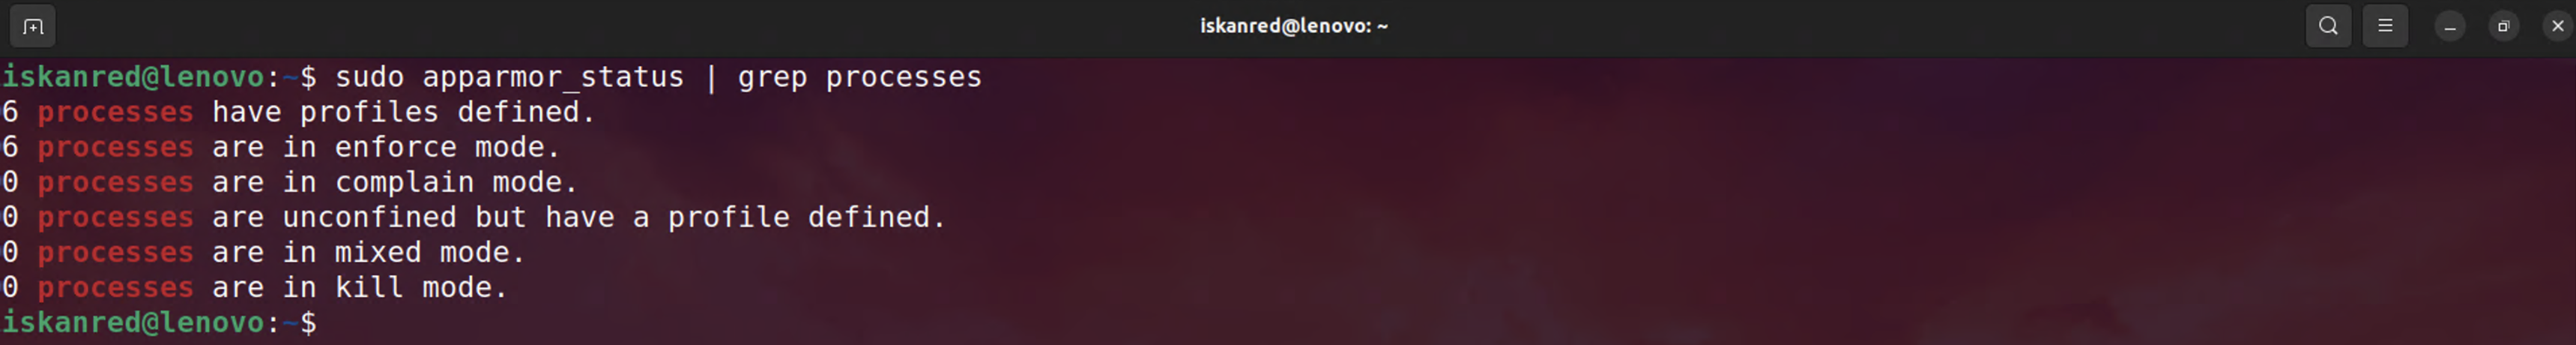 iskanred@lenovo: ~
iskanred@lenovo:~$ sudo apparmor_status | grep processes
6 processes have profiles defined.
6 processes are in enforce mode.
0 processes are in complain mode.
0 processes are unconfined but have a profile defined.
0 processes are in mixed mode.
0 processes are in kill mode.
iskanred@lenovo:~$